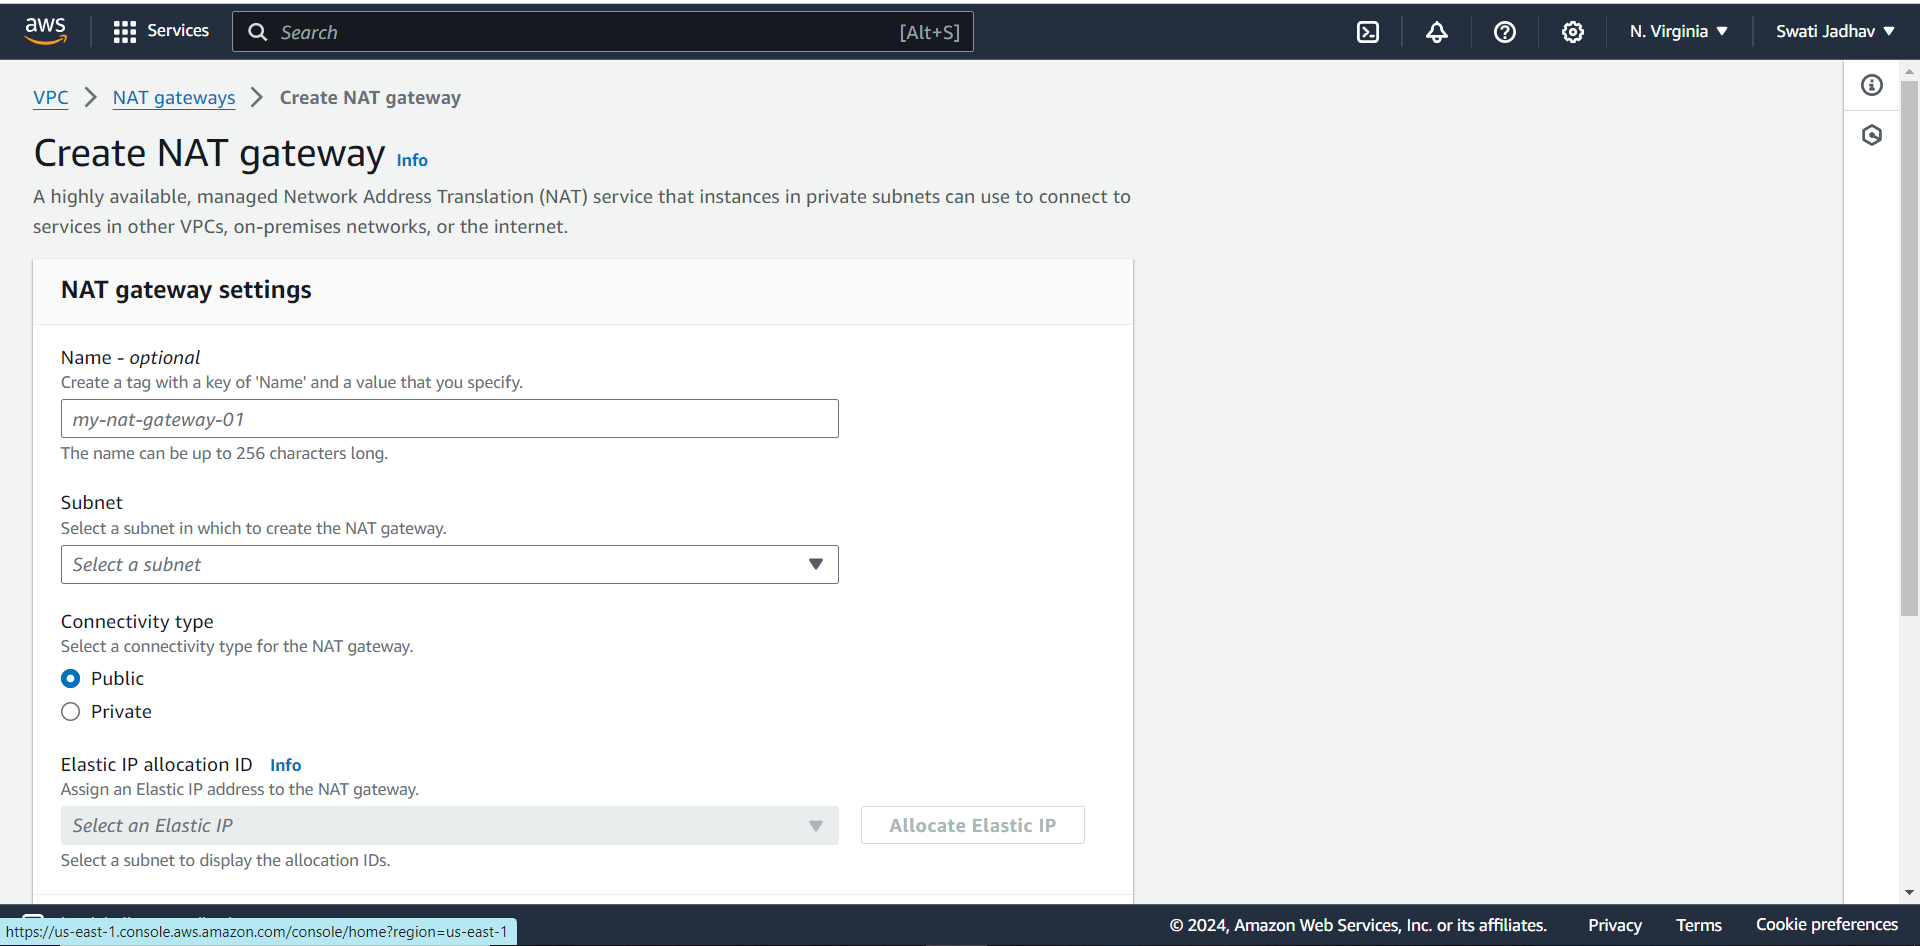 aws
Services
Search [Alt+S]
N. Virginia
Swati Jadhav
VPC > NAT gateways > Create NAT gateway
Create NAT gateway Info
A highly available, managed Network Address Translation (NAT) service that instances in private subnets can use to connect to
services in other VPCs, on-premises networks, or the internet.
NAT gateway settings
Name - optional
Create a tag with a key of 'Name' and a value that you specify.
my-nat-gateway-01
The name can be up to 256 characters long.
Subnet
Select a subnet in which to create the NAT gateway.
Select a subnet
Connectivity type
Select a connectivity type for the NAT gateway.
Public
Private
Elastic IP allocation ID Info
Assign an Elastic IP address to the NAT gateway.
Select an Elastic IP
Allocate Elastic IP
Select a subnet to display the allocation IDs.
https://us-east-1.console.aws.amazon.com/console/home?region=us-east-1
© 2024, Amazon Web Services, Inc. or its affiliates.
Privacy
Terms
Cookie preferences